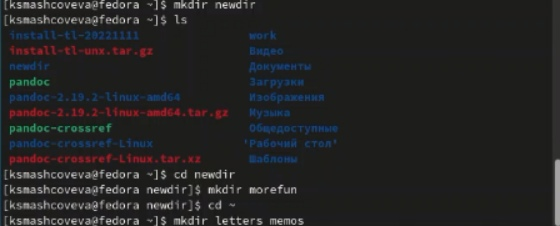 [ksmashcoveva@fedora ~]$ mkdir newdir
[ksmashcoveva@fedora ~]$ ls
install-tl-20221111 work
install-tl-unx.tar.gz Видео
newdir Документы
pandoc Загрузки
pandoc-2.19.2-linux-amd64 Изображения
pandoc-2.19.2-linux-amd64.tar.gz Музыка
pandoc-crossref Общедоступные
pandoc-crossref-Linux 'Рабочий стол'
pandoc-crossref-Linux.tar.xz Шаблоны
[ksmashcoveva@fedora ~]$ cd newdir
[ksmashcoveva@fedora newdir]$ mkdir morefun
[ksmashcoveva@fedora newdir]$ cd ~
[ksmashcoveva@fedora ~]$ mkdir letters memos